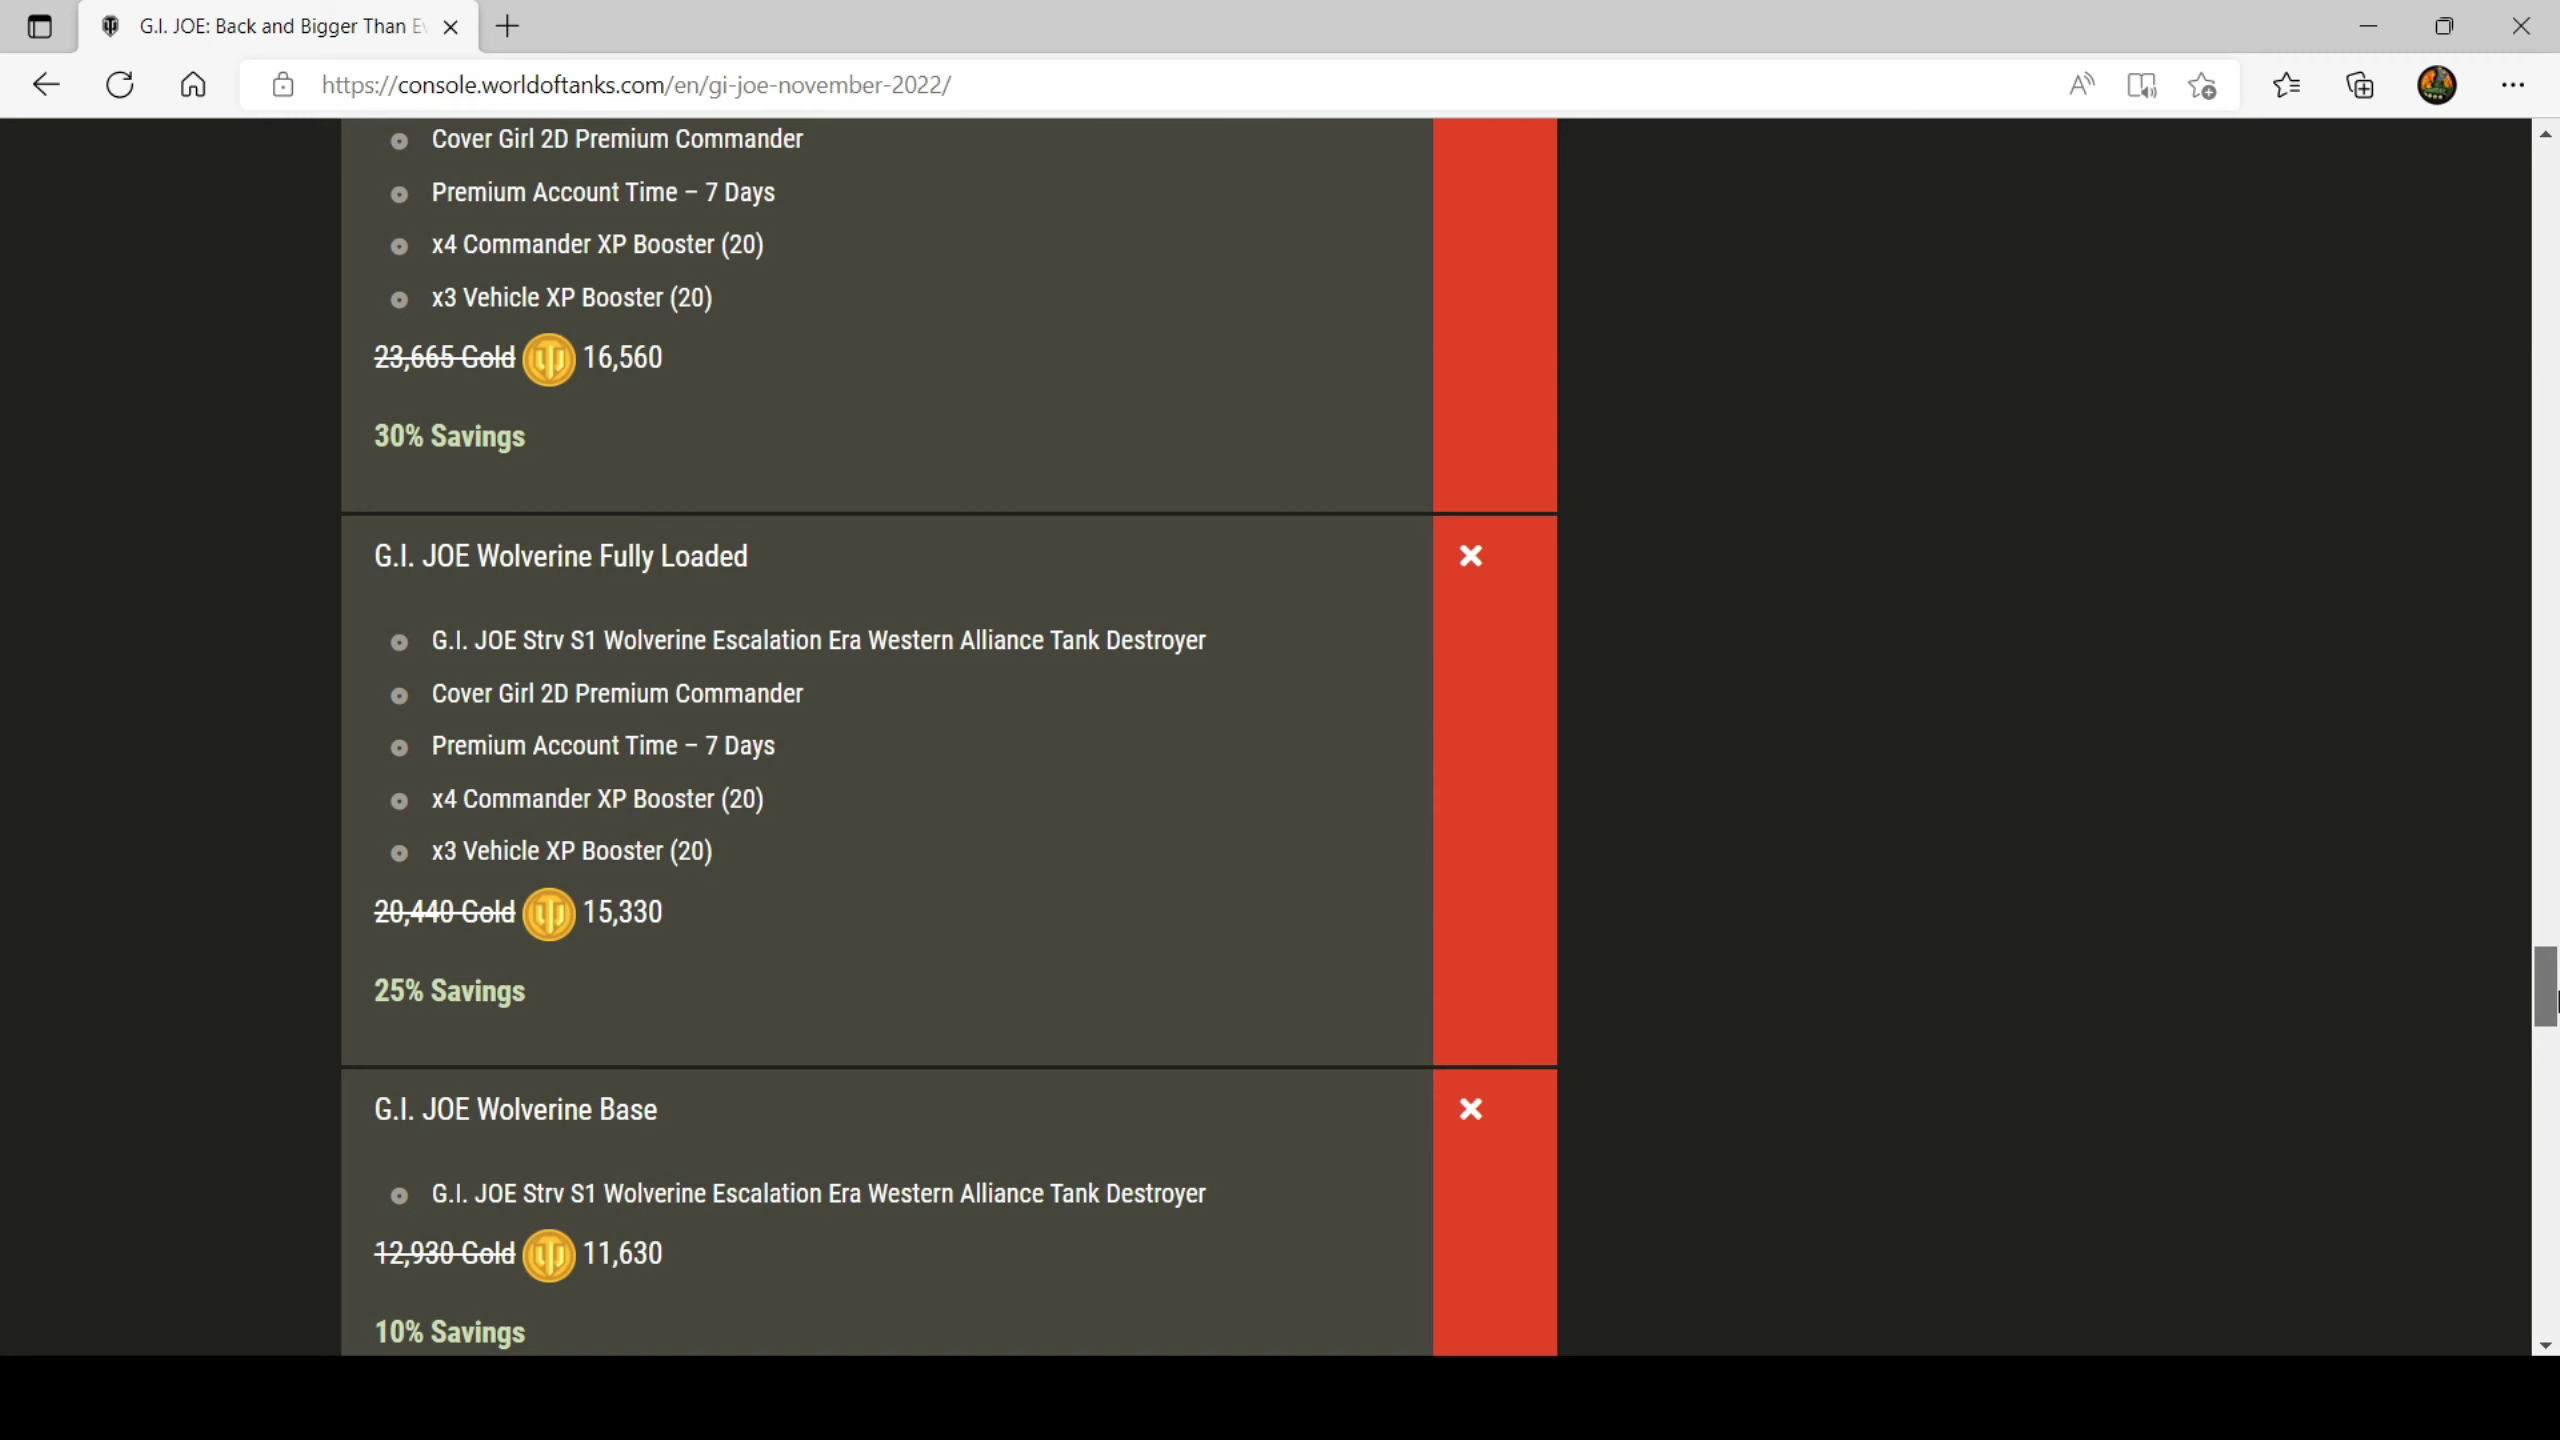 G.I. JOE: Back and Bigger Than Ev
https://console.worldoftanks.com/en/gi-joe-november-2022/
Cover Girl 2D Premium Commander
Premium Account Time – 7 Days
x4 Commander XP Booster (20)
x3 Vehicle XP Booster (20)
23,665 Gold 16,560
30% Savings
G.I. JOE Wolverine Fully Loaded
G.I. JOE Strv S1 Wolverine Escalation Era Western Alliance Tank Destroyer
Cover Girl 2D Premium Commander
Premium Account Time – 7 Days
x4 Commander XP Booster (20)
x3 Vehicle XP Booster (20)
20,440 Gold 15,330
25% Savings
G.I. JOE Wolverine Base
G.I. JOE Strv S1 Wolverine Escalation Era Western Alliance Tank Destroyer
12,930 Gold 11,630
10% Savings